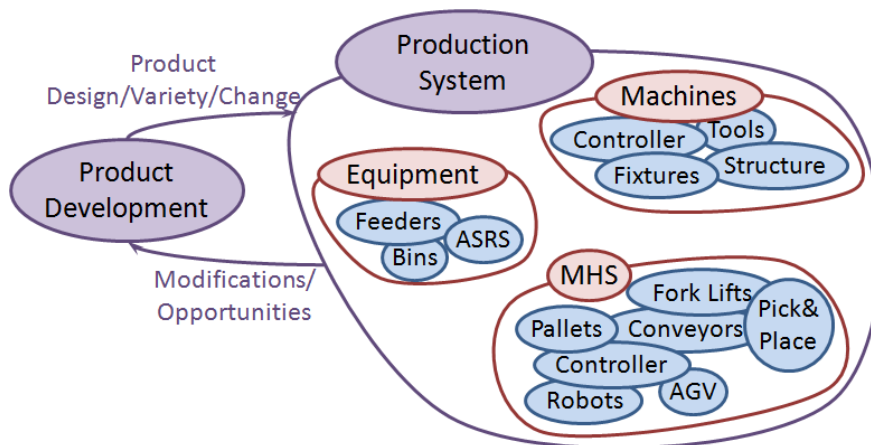 Production
System
Product
Design/Variety/Change
Product
Development
Modifications/
Opportunities
Machines
Controller
Tools
Fixtures
Structure
Equipment
Feeders
Bins
ASRS
MHS
Fork Lifts
Pick&
Place
Pallets
Conveyors
Controller
Robots
AGV